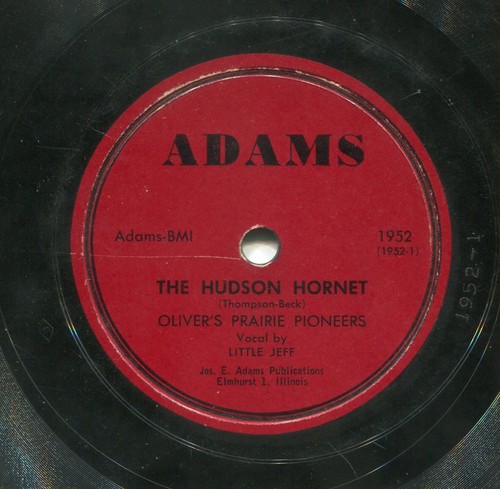 ADAMS
Adams-BMI
1952
(1952-1)
THE HUDSON HORNET
(Thompson-Beck)
OLIVER'S PRAIRIE PIONEERS
Vocal by
LITTLE JEFF
Jos. E. Adams Publications
Elmhurst 1, Illinois
1952-1